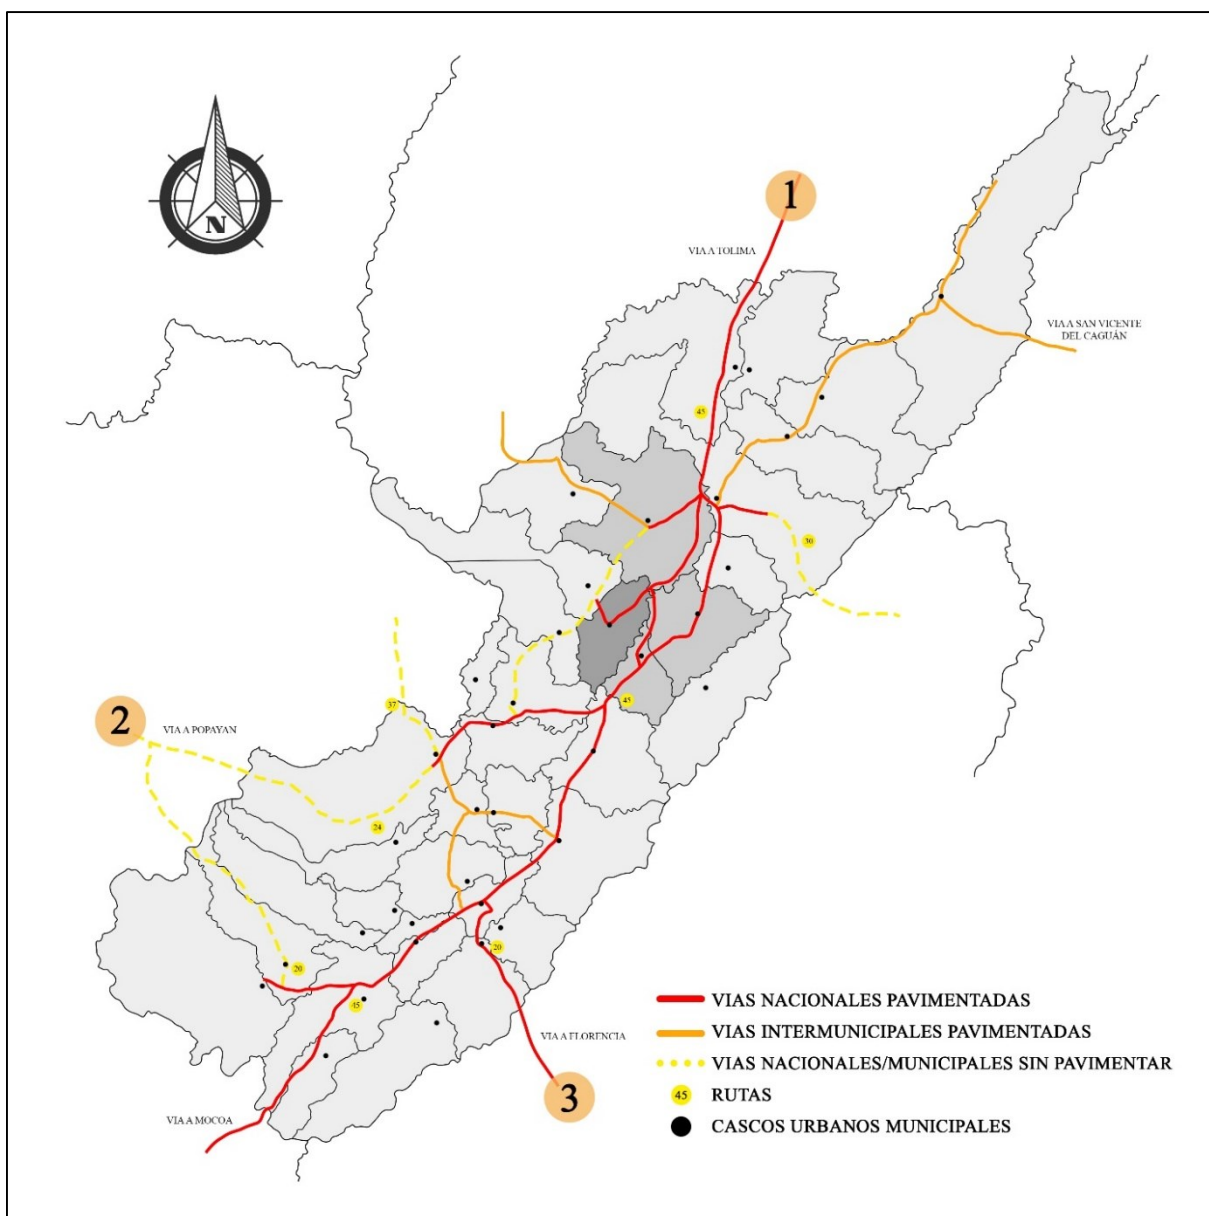 N
1
VIA A TOLIMA
VIA A SAN VICENTE
DEL CAGUÁN
45
30
45
37
2
VIA A POPAYAN
24
20
20
45
VIA A FLORENCIA
3
VIA A MOCOA
VIAS NACIONALES PAVIMENTADAS
VIAS INTERMUNICIPALES PAVIMENTADAS
VIAS NACIONALES/MUNICIPALES SIN PAVIMENTAR
45 RUTAS
CASCOS URBANOS MUNICIPALES